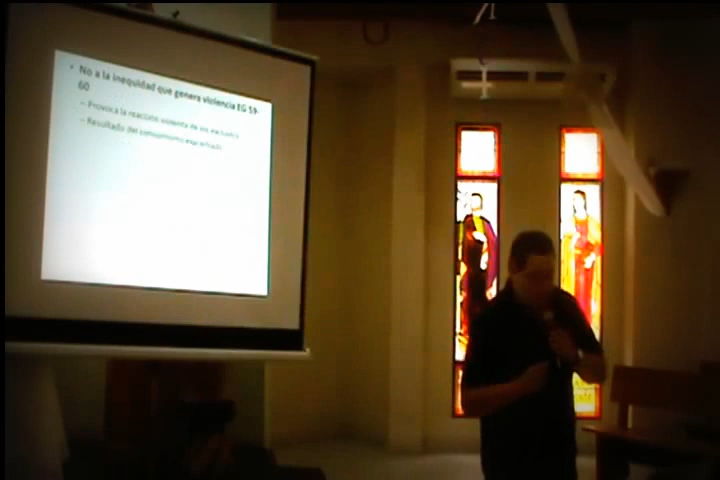 • No a la inequidad que genera violencia EG 59-
60
– Provoca la reacción violenta de los excluidos
– Resultado del consumismo exacerbado